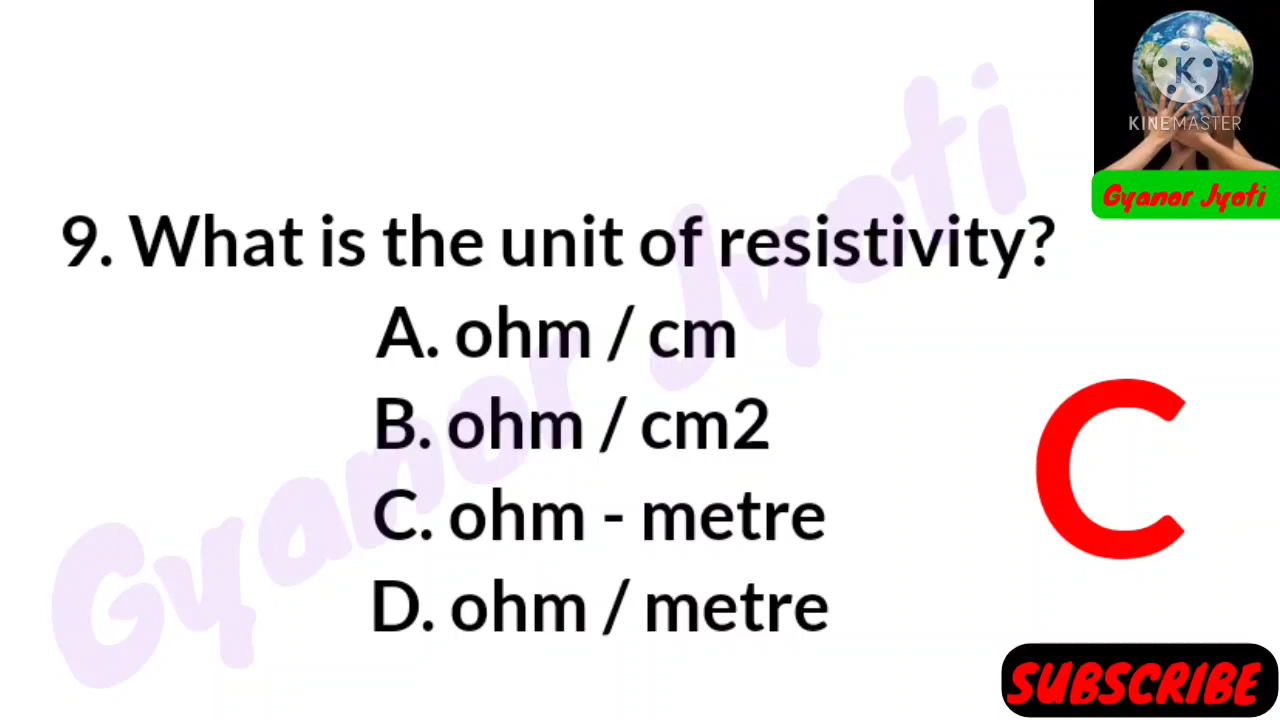 K
KINEMASTER
Gyanor Jyoti
9. What is the unit of resistivity?
A. ohm / cm
B. ohm / cm2
C. ohm - metre
D. ohm / metre
C
Gyanor Jyoti
SUBSCRIBE